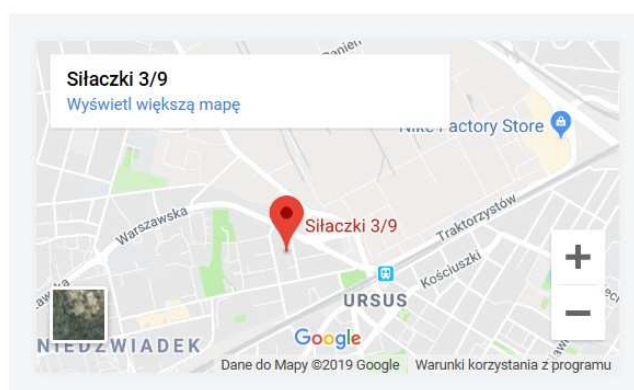 Siłaczki 3/9
Wyświetl większą mapę
Factory Store
Siłaczki 3/9
Warszawska
Traktorzystów
Kościuszki
URSUS
NIEDŹWIADEK
Google
Dane do Mapy ©2019 Google Warunki korzystania z programu